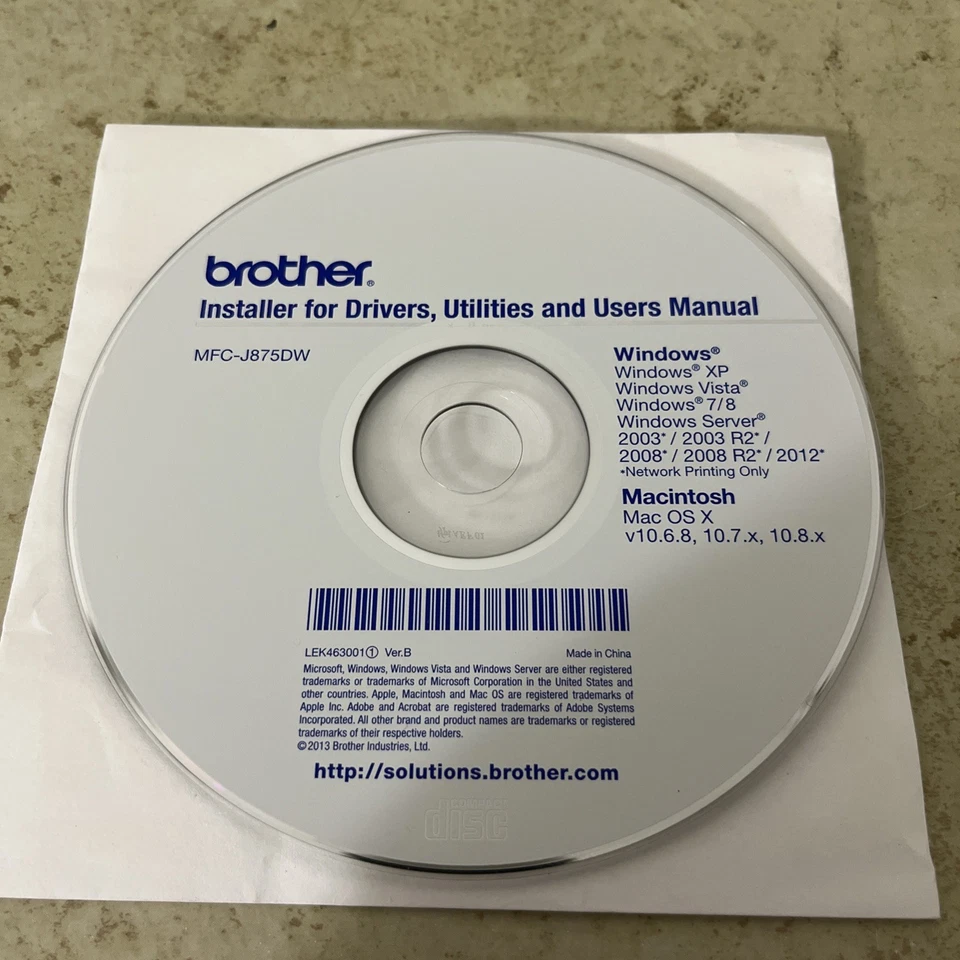 brother®
Installer for Drivers, Utilities and Users Manual
MFC-J875DW
Windows®
Windows® XP
Windows Vista®
Windows® 7/8
Windows Server®
2003* / 2003 R2* /
2008* / 2008 R2* / 2012*
*Network Printing Only
Macintosh
Mac OS X
v10.6.8, 10.7.x, 10.8.x
LEK463001① Ver.B
Made in China
Microsoft, Windows, Windows Vista and Windows Server are either registered
trademarks or trademarks of Microsoft Corporation in the United States and
other countries. Apple, Macintosh and Mac OS are registered trademarks of
Apple Inc. Adobe and Acrobat are registered trademarks of Adobe Systems
Incorporated. All other brand and product names are trademarks or registered
trademarks of their respective holders.
©2013 Brother Industries, Ltd.
http://solutions.brother.com
COMPACT
disc